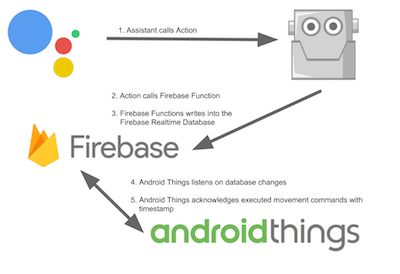 1. Assistant calls Action
2. Action calls Firebase Function
3. Firebase Functions writes into the
Firebase Realtime Database
Firebase
4. Android Things listens on database changes
5. Android Things acknowledges executed movement commands with
timestamp
androidthings